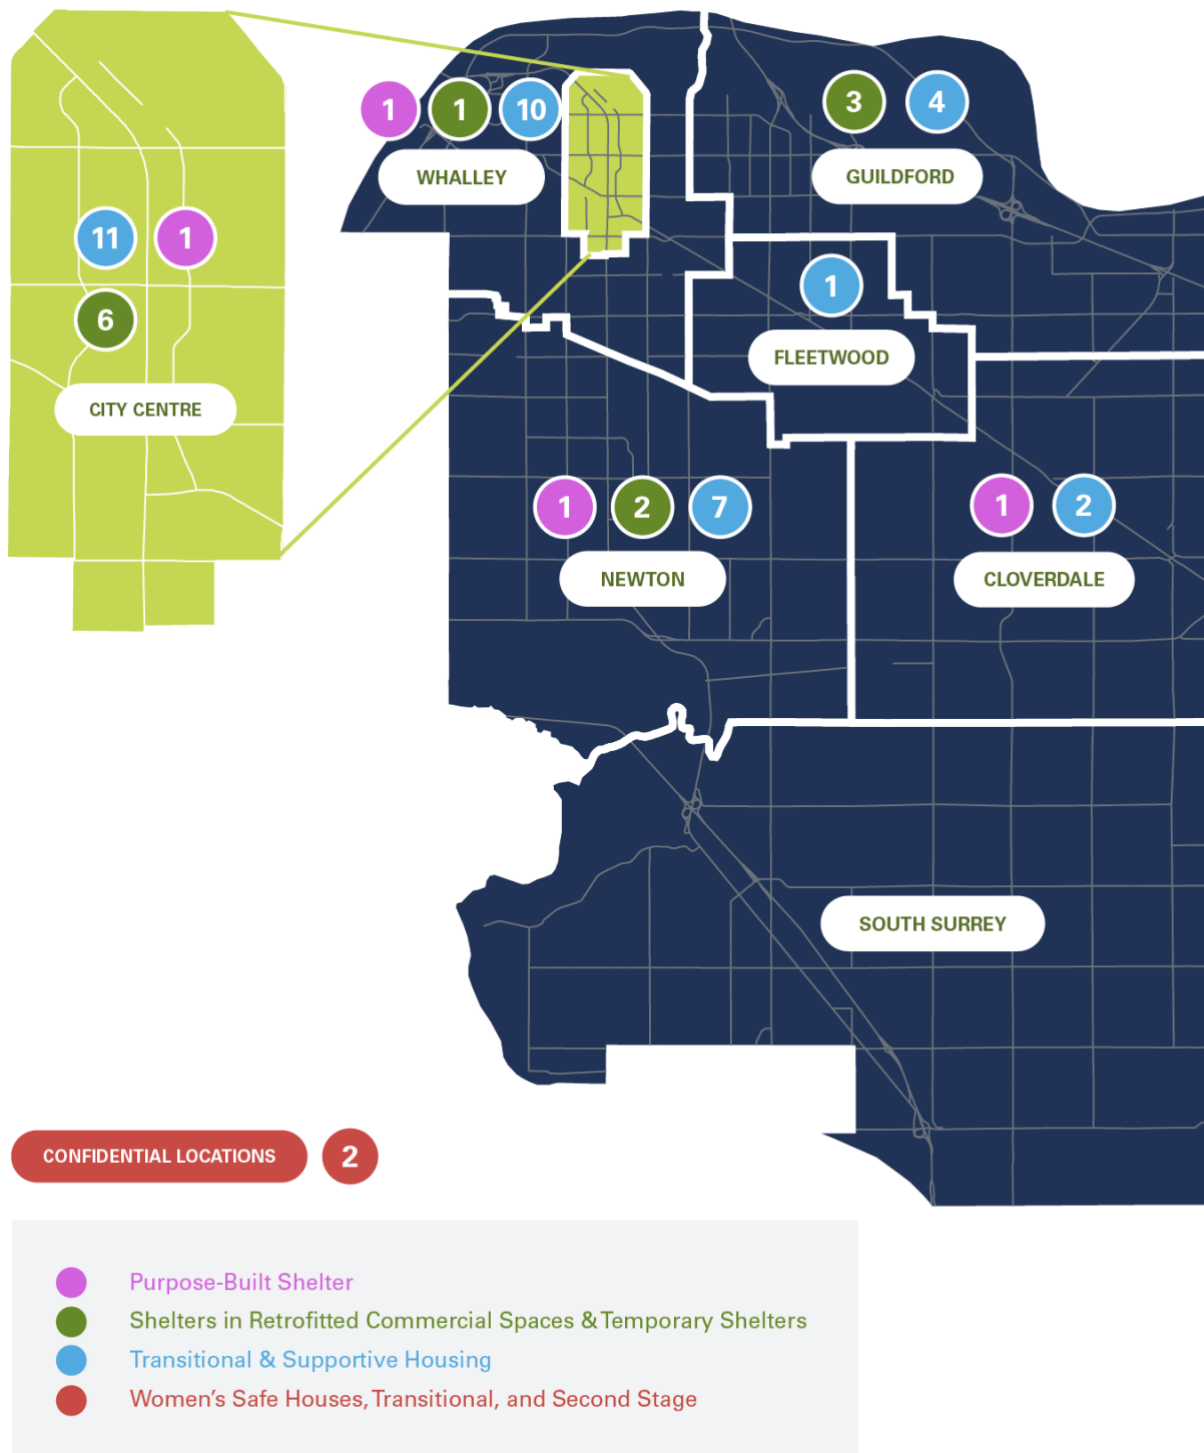 1 1 10
WHALLEY
3 4
GUILDFORD
11 1
6
CITY CENTRE
1
FLEETWOOD
1 2 7
NEWTON
1 2
CLOVERDALE
SOUTH SURREY
CONFIDENTIAL LOCATIONS 2
Purpose-Built Shelter
Shelters in Retrofitted Commercial Spaces & Temporary Shelters
Transitional & Supportive Housing
Women's Safe Houses, Transitional, and Second Stage